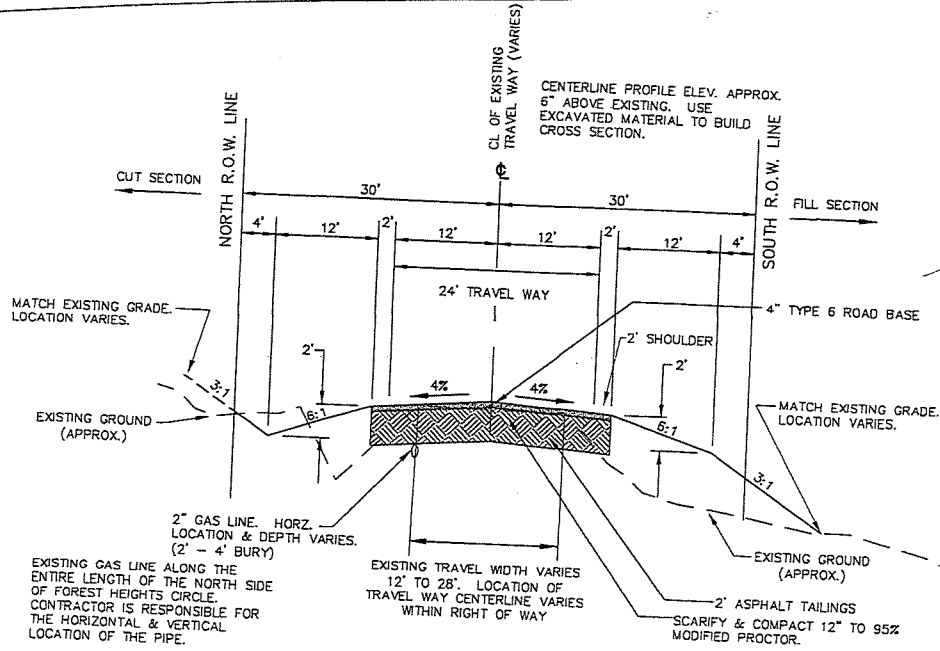 CL OF EXISTING
TRAVEL WAY (VARIES)
CENTERLINE PROFILE ELEV. APPROX.
6" ABOVE EXISTING. USE
EXCAVATED MATERIAL TO BUILD
CROSS SECTION.
NORTH R.O.W. LINE
SOUTH R.O.W. LINE
CUT SECTION
FILL SECTION
30'
30'
4'
12'
2'
12'
12'
2'
12'
4'
24' TRAVEL WAY
4" TYPE 6 ROAD BASE
MATCH EXISTING GRADE.
LOCATION VARIES.
2' SHOULDER
2'
2'
4%
4%
3:1
6:1
6:1
3:1
EXISTING GROUND
(APPROX.)
MATCH EXISTING GRADE.
LOCATION VARIES.
2" GAS LINE. HORZ.
LOCATION & DEPTH VARIES.
(2' - 4' BURY)
EXISTING GAS LINE ALONG THE
ENTIRE LENGTH OF THE NORTH SIDE
OF FOREST HEIGHTS CIRCLE.
CONTRACTOR IS RESPONSIBLE FOR
THE HORIZONTAL & VERTICAL
LOCATION OF THE PIPE.
EXISTING TRAVEL WIDTH VARIES
12' TO 28'. LOCATION OF
TRAVEL WAY CENTERLINE VARIES
WITHIN RIGHT OF WAY
EXISTING GROUND
(APPROX.)
2' ASPHALT TAILINGS
SCARIFY & COMPACT 12" TO 95%
MODIFIED PROCTOR.